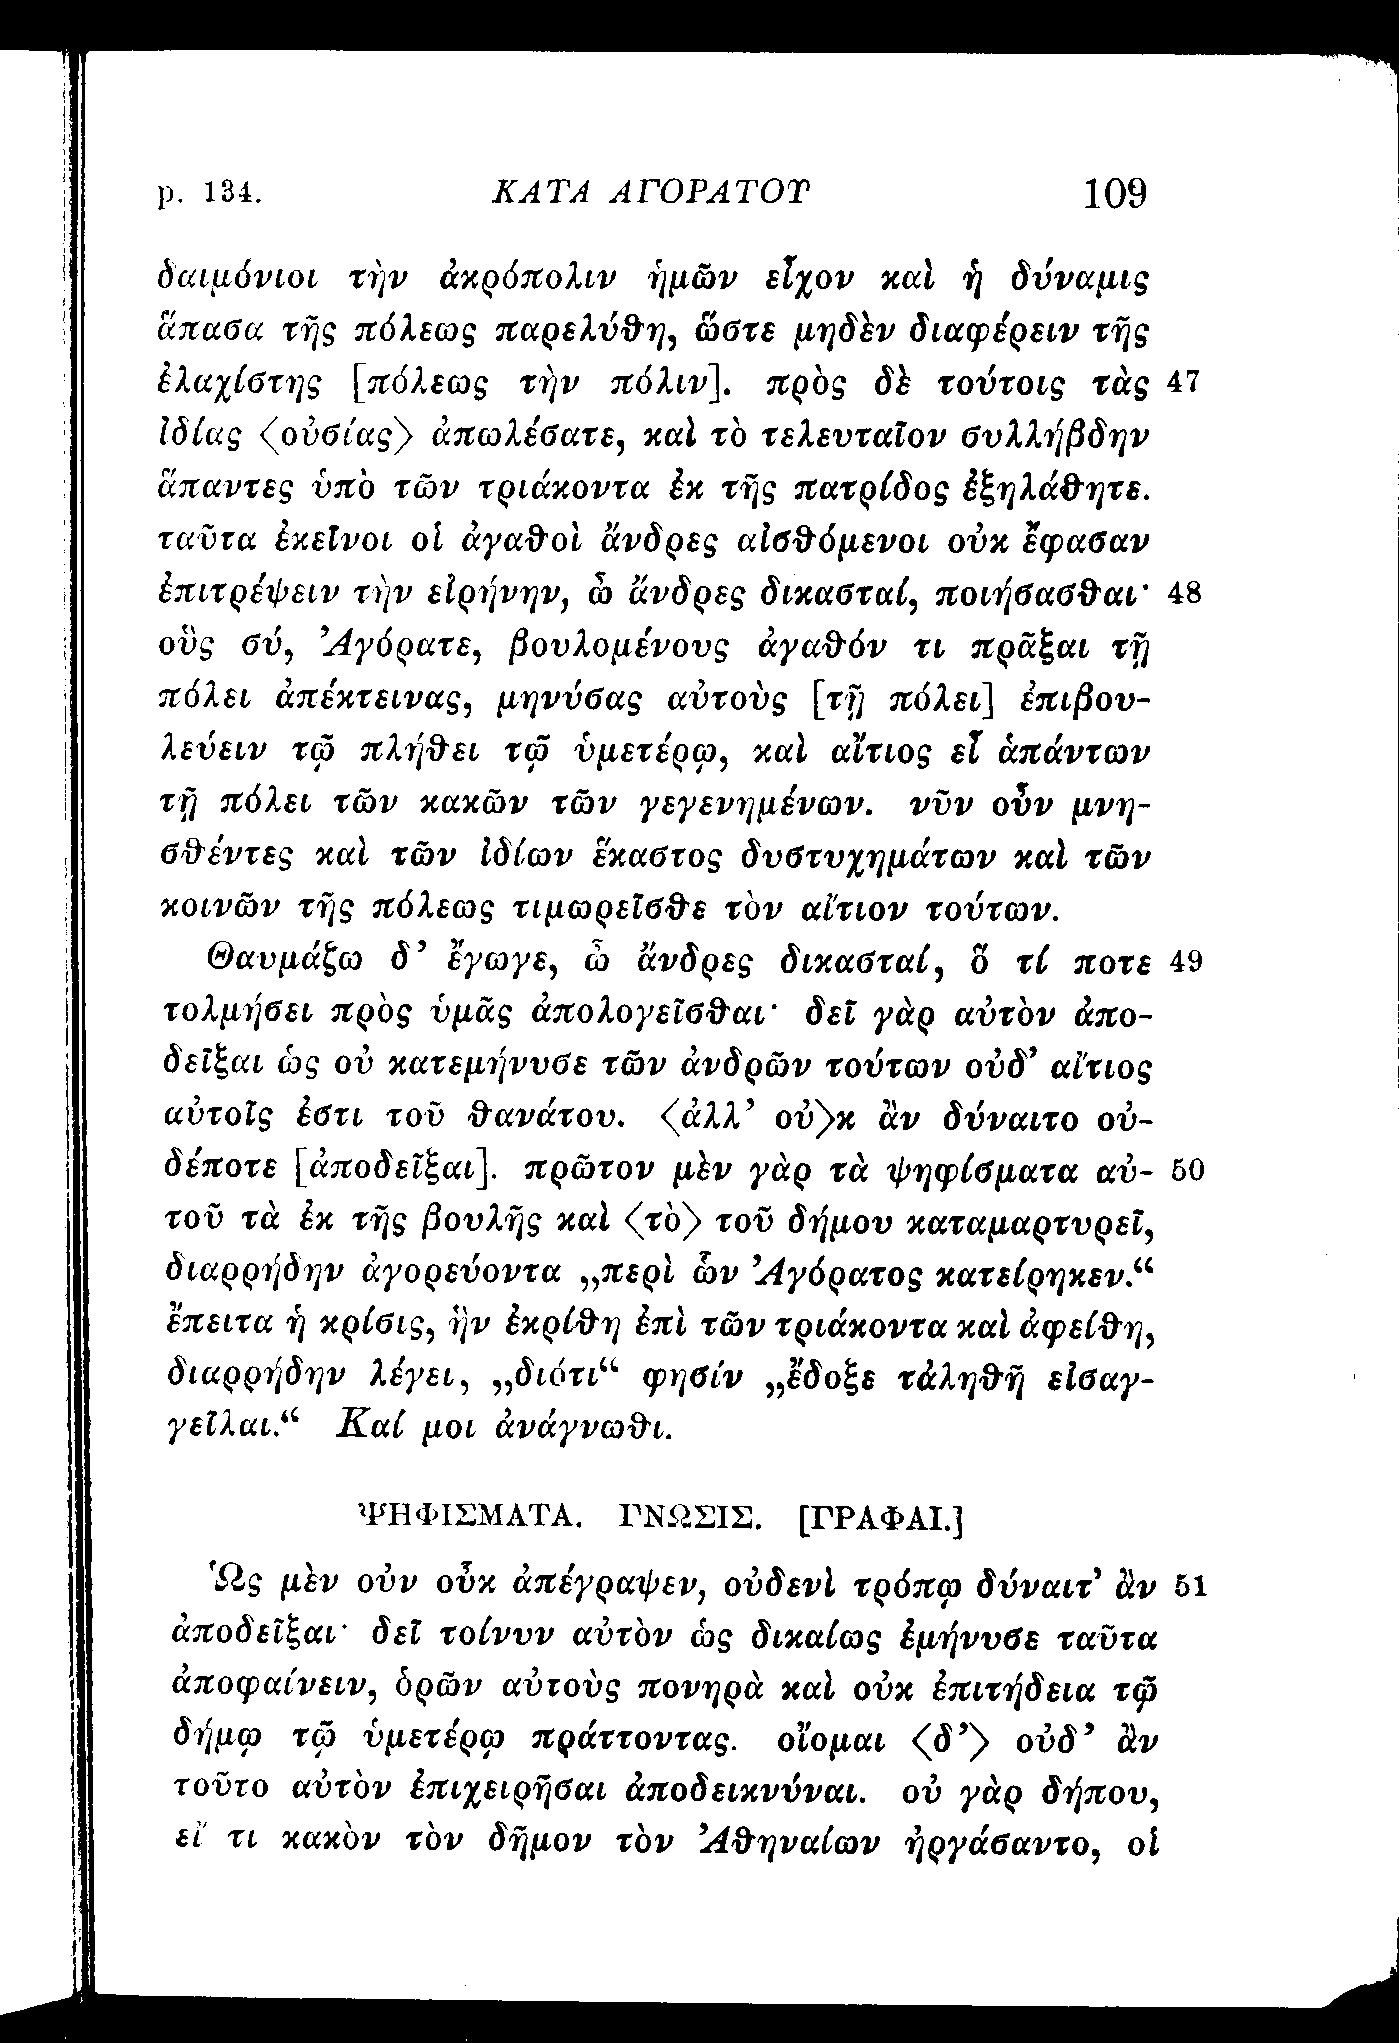 p. 134. ΚΑΤΑ ΑΓΟΡΑΤΟΥ 109
δαιμόνιοι τὴν ἀκρόπολιν ἡμῶν εἶχον καὶ ἡ δύναμις
ἅπασα τῆς πόλεως παρελύθη, ὥστε μηδὲν διαφέρειν τῆς
ἐλαχίστης [πόλεως τὴν πόλιν]. πρὸς δὲ τούτοις τὰς 47
ἰδίας 〈οὐσίας〉 ἀπωλέσατε, καὶ τὸ τελευταῖον συλλήβδην
ἅπαντες ὑπὸ τῶν τριάκοντα ἐκ τῆς πατρίδος ἐξηλάθητε.
ταῦτα ἐκεῖνοι οἱ ἀγαθοὶ ἄνδρες αἰσθόμενοι οὐκ ἔφασαν
ἐπιτρέψειν τὴν εἰρήνην, ὦ ἄνδρες δικασταί, ποιήσασθαι· 48
οὓς σύ, Ἀγόρατε, βουλομένους ἀγαθόν τι πρᾶξαι τῇ
πόλει ἀπέκτεινας, μηνύσας αὐτοὺς [τῇ πόλει] ἐπιβου-
λεύειν τῷ πλήθει τῷ ὑμετέρῳ, καὶ αἴτιος εἶ ἁπάντων
τῇ πόλει τῶν κακῶν τῶν γεγενημένων. νῦν οὖν μνη-
σθέντες καὶ τῶν ἰδίων ἕκαστος δυστυχημάτων καὶ τῶν
κοινῶν τῆς πόλεως τιμωρεῖσθε τὸν αἴτιον τούτων.
Θαυμάζω δ’ ἔγωγε, ὦ ἄνδρες δικασταί, ὅ τί ποτε 49
τολμήσει πρὸς ὑμᾶς ἀπολογεῖσθαι· δεῖ γὰρ αὐτὸν ἀπο-
δεῖξαι ὡς οὐ κατεμήνυσε τῶν ἀνδρῶν τούτων οὐδ’ αἴτιος
αὐτοῖς ἐστι τοῦ θανάτου. 〈ἀλλ’ οὐ〉κ ἂν δύναιτο οὐ-
δέποτε [ἀποδεῖξαι]. πρῶτον μὲν γὰρ τὰ ψηφίσματα αὐ- 50
τοῦ τὰ ἐκ τῆς βουλῆς καὶ 〈τὸ〉 τοῦ δήμου καταμαρτυρεῖ,
διαρρήδην ἀγορεύοντα „περὶ ὧν Ἀγόρατος κατείρηκεν.“
ἔπειτα ἡ κρίσις, ἣν ἐκρίθη ἐπὶ τῶν τριάκοντα καὶ ἀφείθη,
διαρρήδην λέγει, „διότι“ φησίν „ἔδοξε τἀληθῆ εἰσαγ-
γεῖλαι.“ Καί μοι ἀνάγνωθι.
ΨΗΦΙΣΜΑΤΑ. ΓΝΩΣΙΣ. [ΓΡΑΦΑΙ.]
Ὡς μὲν οὐν οὖκ ἀπέγραψεν, οὐδενὶ τρόπῳ δύναιτ’ ἂν 51
ἀποδεῖξαι· δεῖ τοίνυν αὐτὸν ὡς δικαίως ἐμήνυσε ταῦτα
ἀποφαίνειν, ὁρῶν αὐτοὺς πονηρὰ καὶ οὐκ ἐπιτήδεια τῷ
δήμῳ τῷ ὑμετέρῳ πράττοντας. οἴομαι 〈δ’〉 οὐδ’ ἂν
τοῦτο αὐτὸν ἐπιχειρῆσαι ἀποδεικνύναι. οὐ γὰρ δήπου,
εἴ τι κακὸν τὸν δῆμον τὸν Ἀθηναίων ἠργάσαντο, οἱ